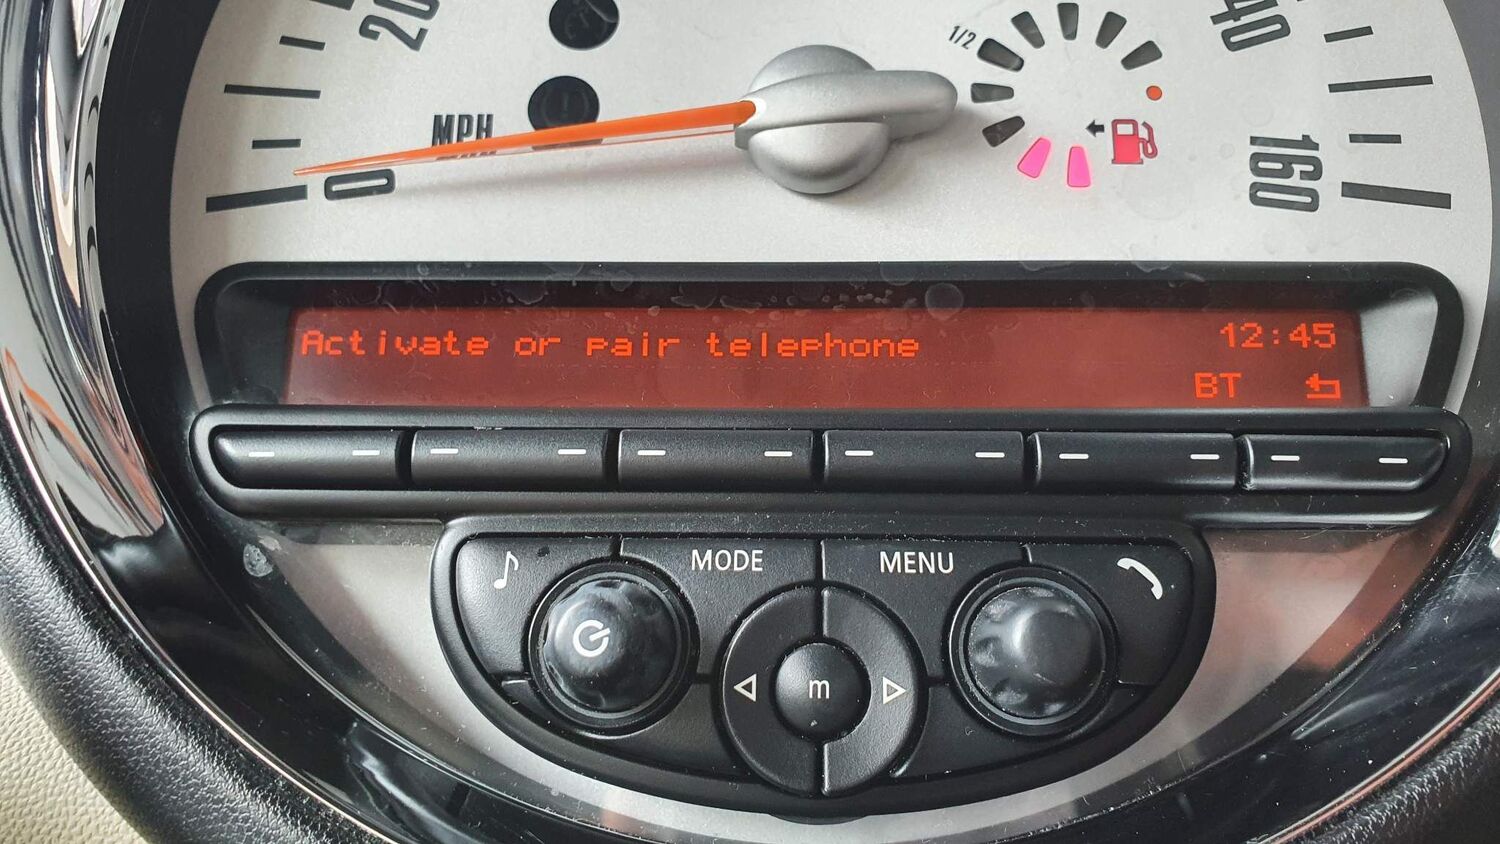 20
1/2
40
MPH
0
160
Activate or pair telephone
12:45
BT
MODE
MENU
m